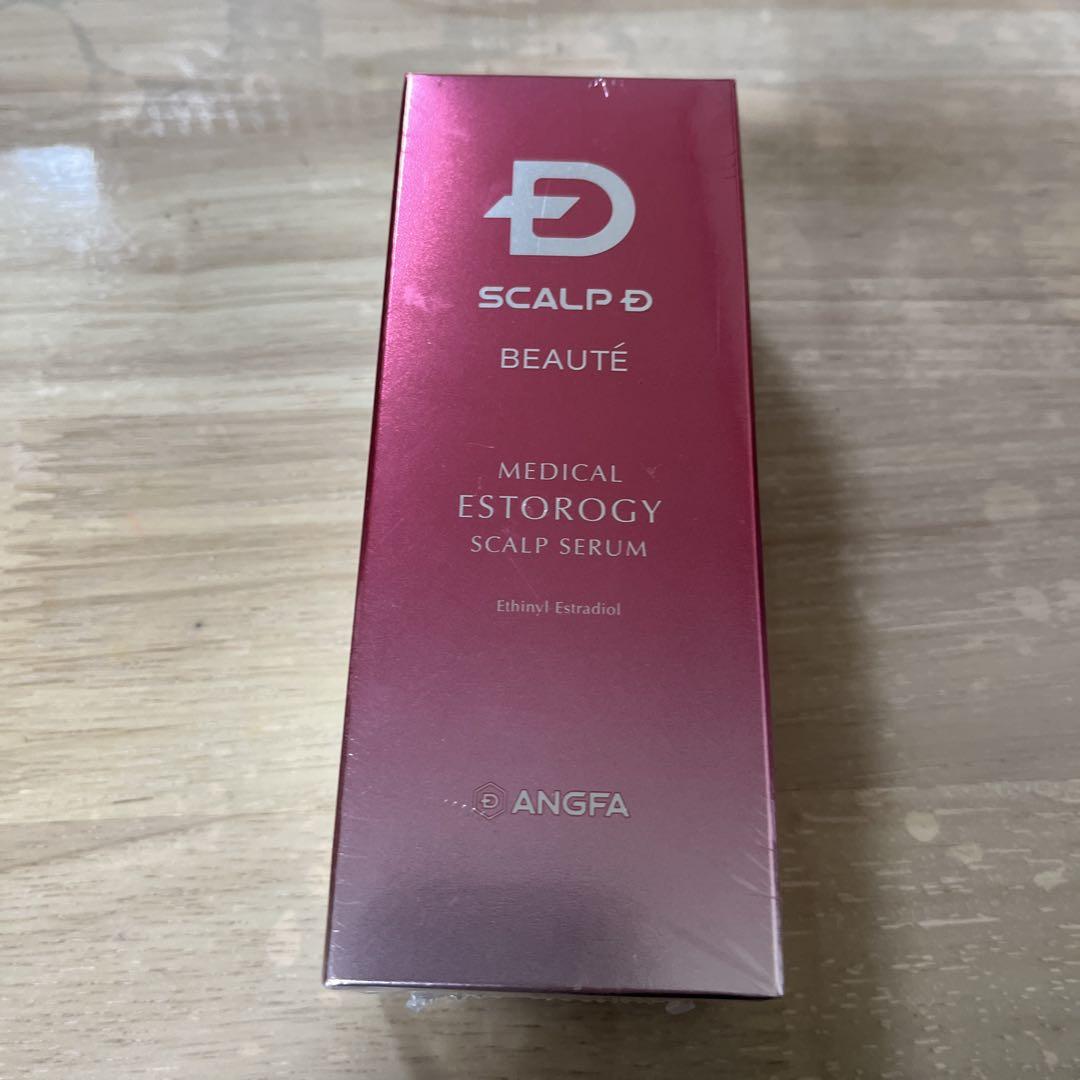 Đ
SCALP Đ
BEAUTÉ
MEDICAL
ESTOROGY
SCALP SERUM
Ethinyl Estradiol
Đ ANGFA